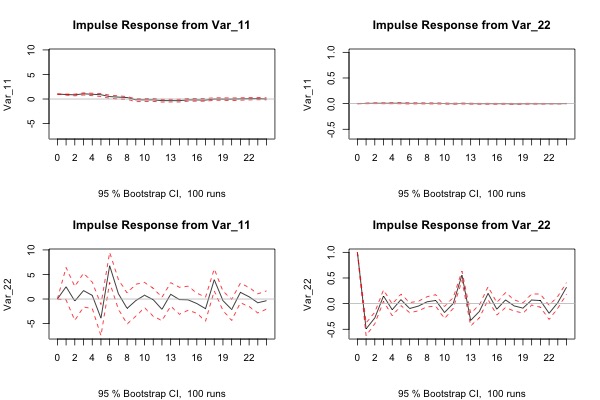 Impulse Response from Var_11
Var_11
10
5
0
-5
0 2 4 6 8 10 13 16 19 22
95 % Bootstrap CI, 100 runs
Impulse Response from Var_22
Var_11
1.0
0.5
0.0
-0.5
0 2 4 6 8 10 13 16 19 22
95 % Bootstrap CI, 100 runs
Impulse Response from Var_11
Var_22
10
5
0
-5
0 2 4 6 8 10 13 16 19 22
95 % Bootstrap CI, 100 runs
Impulse Response from Var_22
Var_22
1.0
0.5
0.0
-0.5
0 2 4 6 8 10 13 16 19 22
95 % Bootstrap CI, 100 runs